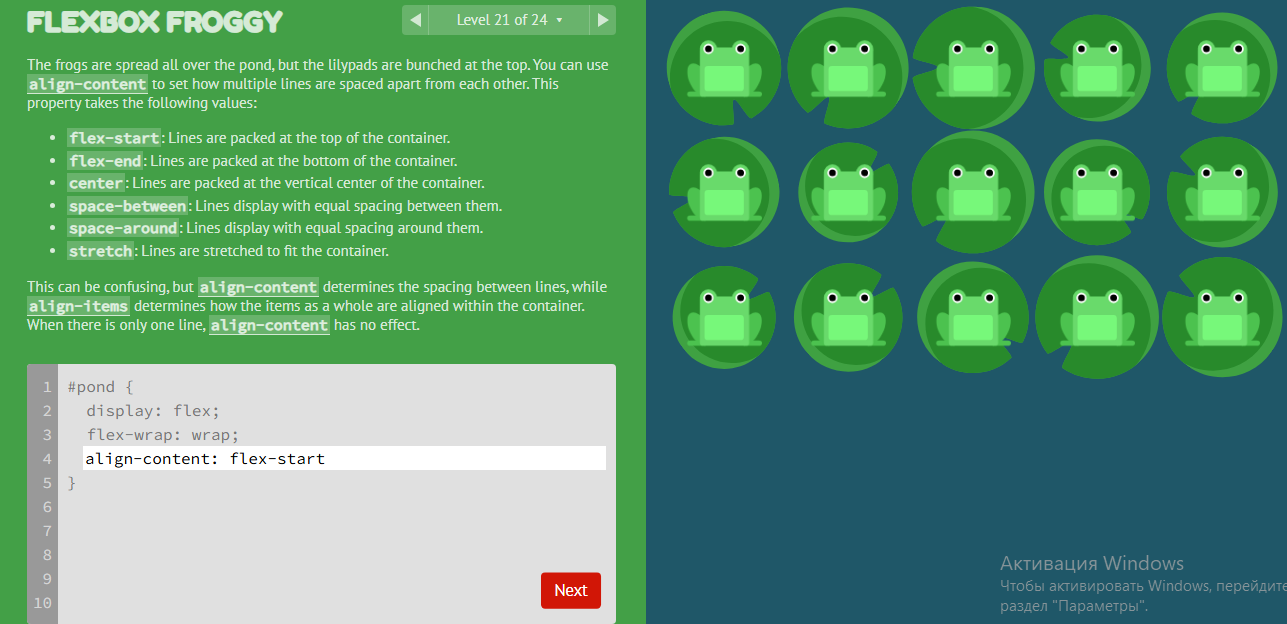 FLEXBOX FROGGY
Level 21 of 24
The frogs are spread all over the pond, but the lilypads are bunched at the top. You can use
align-content to set how multiple lines are spaced apart from each other. This
property takes the following values:
flex-start: Lines are packed at the top of the container.
flex-end: Lines are packed at the bottom of the container.
center: Lines are packed at the vertical center of the container.
space-between: Lines display with equal spacing between them.
space-around: Lines display with equal spacing around them.
stretch: Lines are stretched to fit the container.
This can be confusing, but align-content determines the spacing between lines, while
align-items determines how the items as a whole are aligned within the container.
When there is only one line, align-content has no effect.
1 #pond {
2 display: flex;
3 flex-wrap: wrap;
4 align-content: flex-start
5 }
6
7
8
9
10
Next
Активация Windows
Чтобы активировать Windows, перейдите
раздел "Параметры".